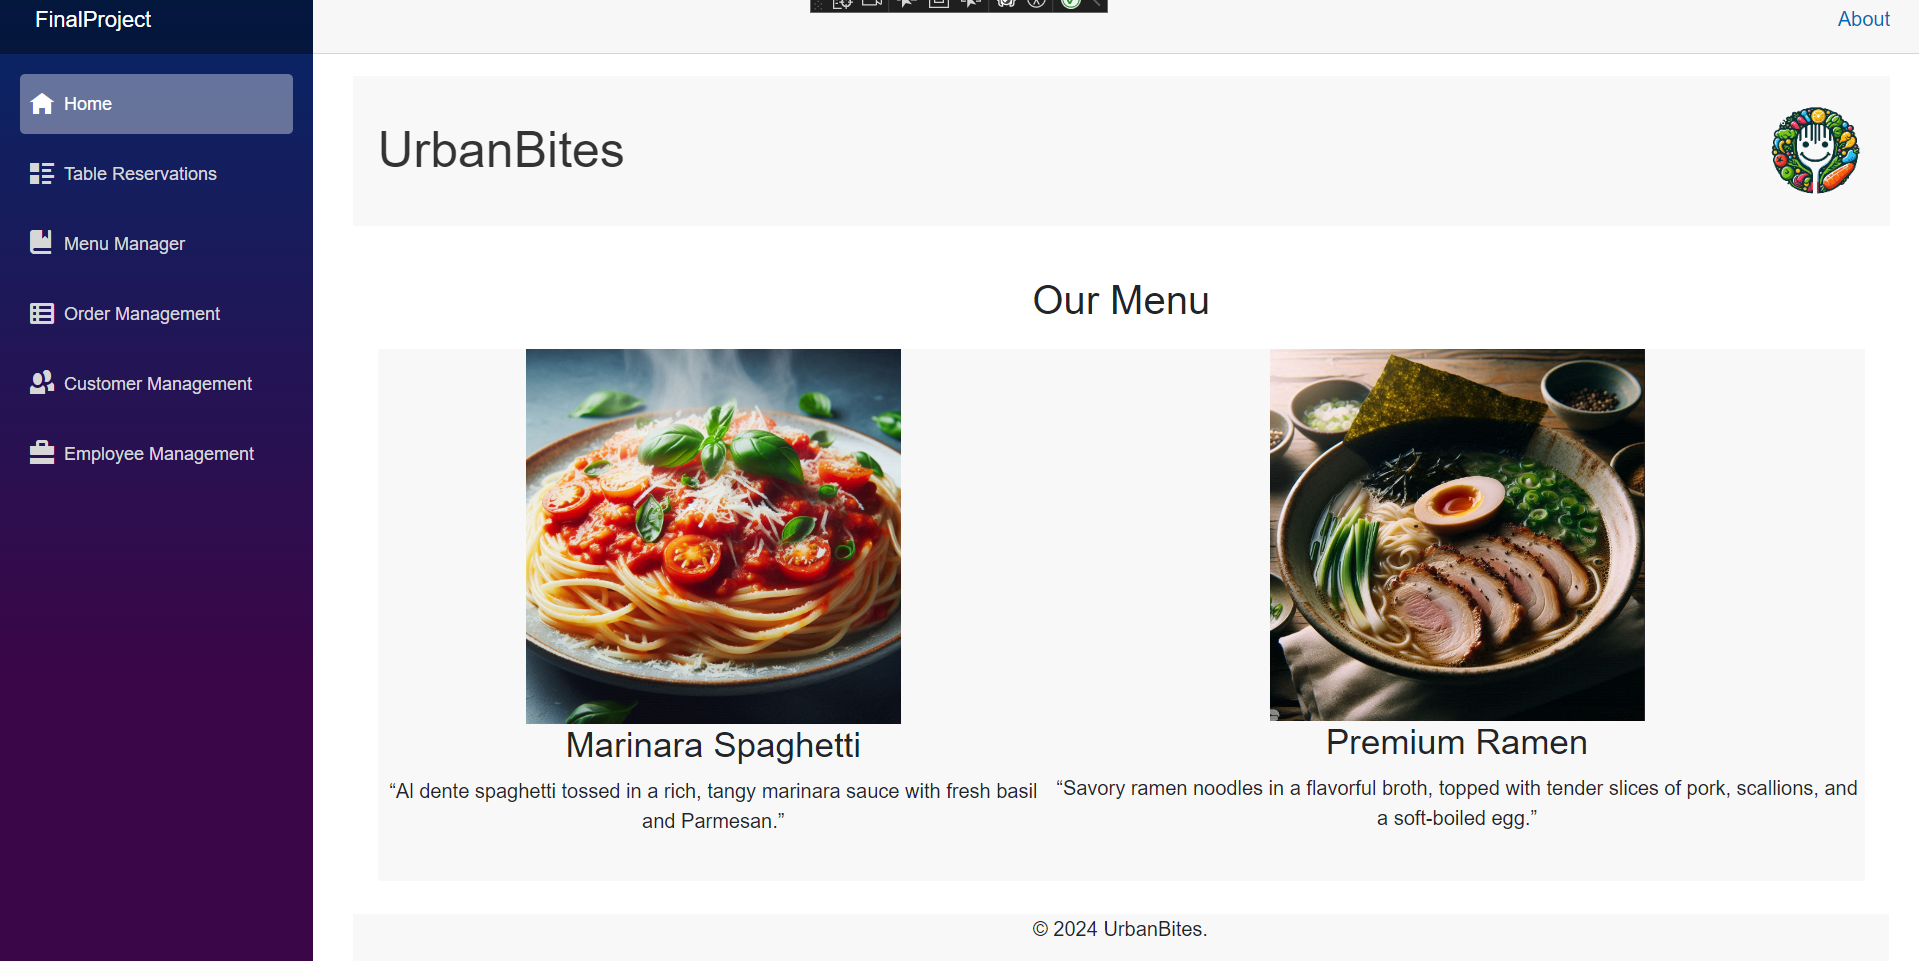 FinalProject
About
Home
Table Reservations
Menu Manager
Order Management
Customer Management
Employee Management
UrbanBites
Our Menu
Marinara Spaghetti
“Al dente spaghetti tossed in a rich, tangy marinara sauce with fresh basil
and Parmesan.”
Premium Ramen
“Savory ramen noodles in a flavorful broth, topped with tender slices of pork, scallions, and
a soft-boiled egg.”
© 2024 UrbanBites.